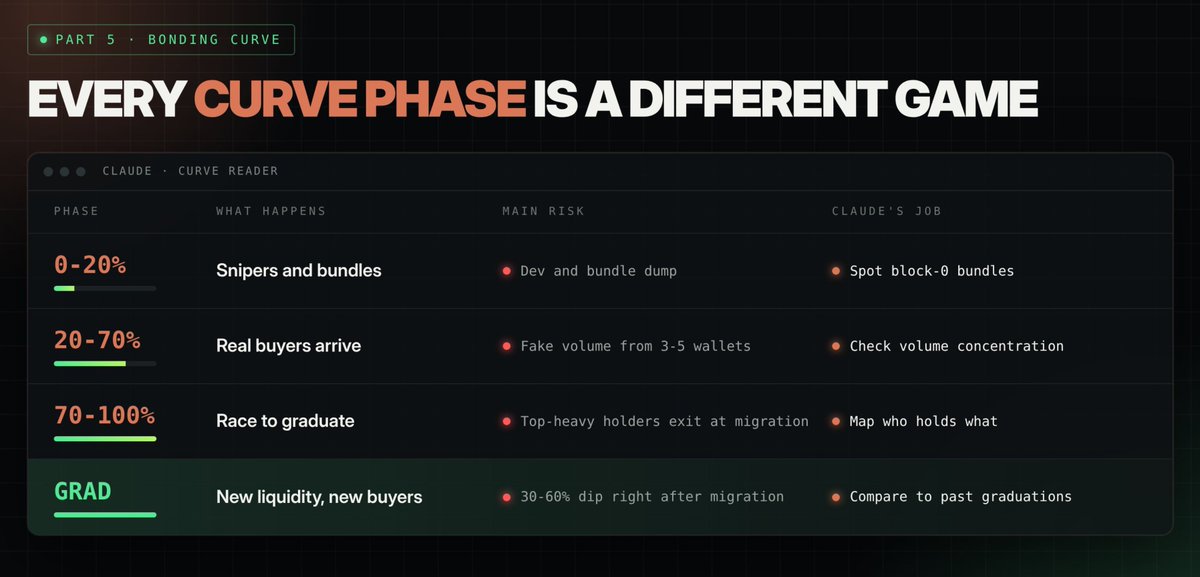 PART 5 · BONDING CURVE
EVERY CURVE PHASE IS A DIFFERENT GAME
CLAUDE · CURVE READER
PHASE WHAT HAPPENS MAIN RISK CLAUDE'S JOB
0-20% Snipers and bundles Dev and bundle dump Spot block-0 bundles
20-70% Real buyers arrive Fake volume from 3-5 wallets Check volume concentration
70-100% Race to graduate Top-heavy holders exit at migration Map who holds what
GRAD New liquidity, new buyers 30-60% dip right after migration Compare to past graduations